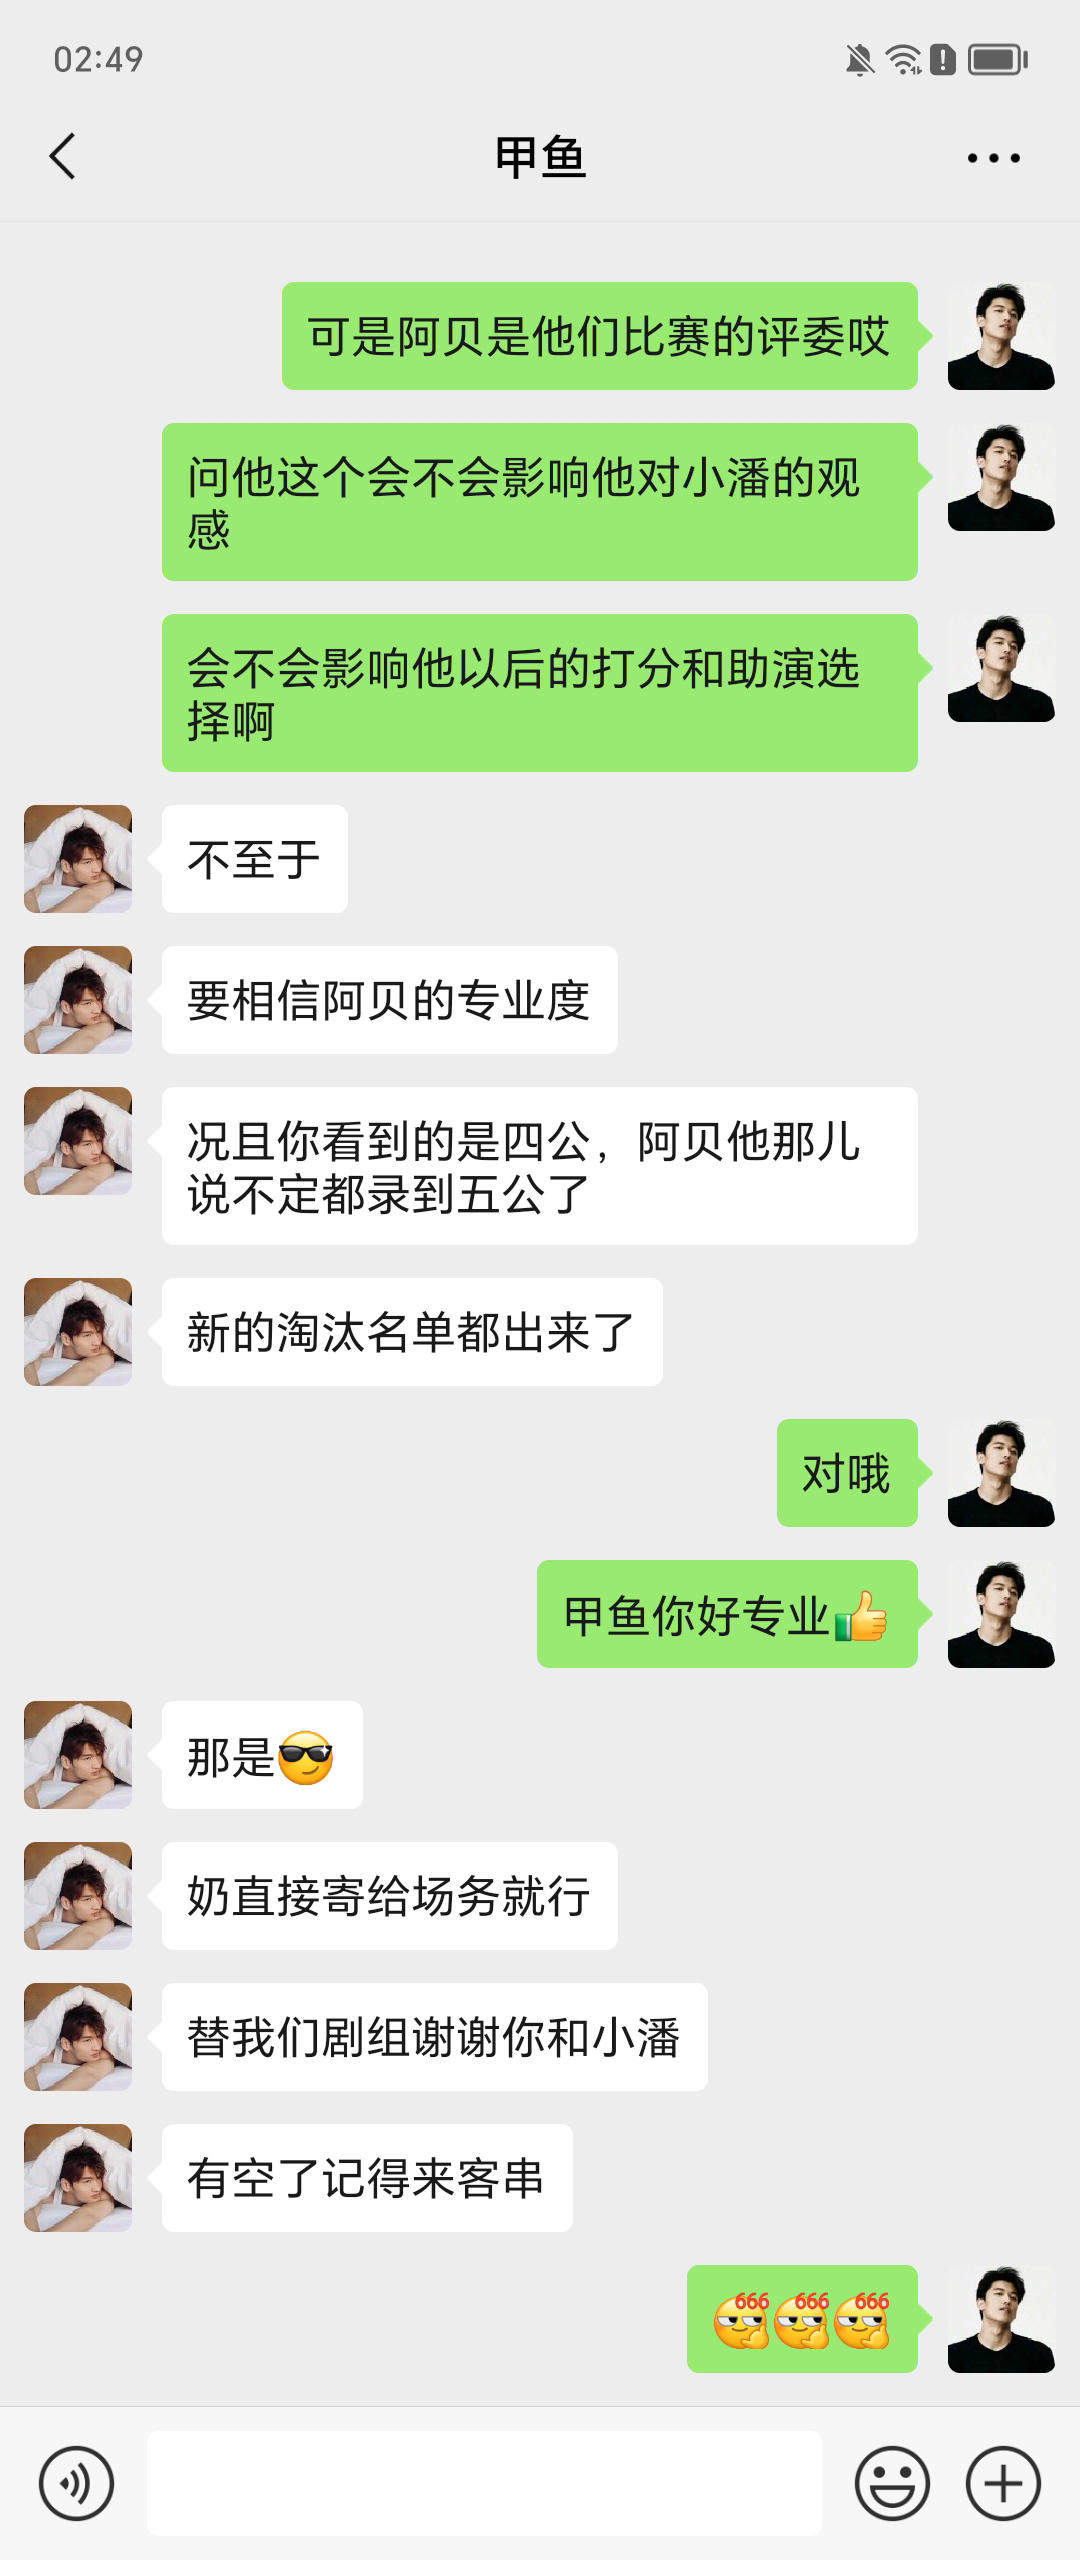 02:49
甲鱼
可是阿贝是他们比赛的评委哎
问他这个会不会影响他对小潘的观
感
会不会影响他以后的打分和助演选
择啊
不至于
要相信阿贝的专业度
况且你看到的是四公，阿贝他那儿
说不定都录到五公了
新的淘汰名单都出来了
对哦
甲鱼你好专业👍
那是😎
奶直接寄给场务就行
替我们剧组谢谢你和小潘
有空了记得来客串
666 666 666